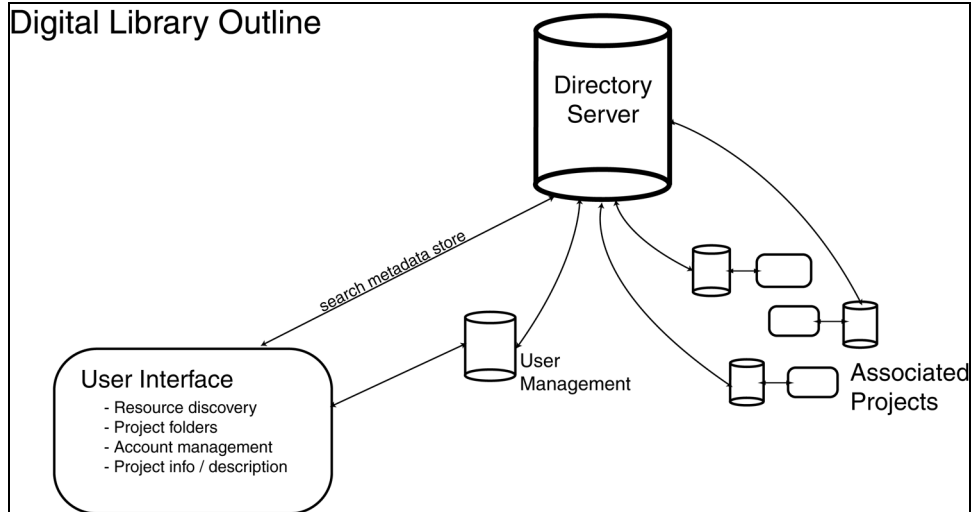 Digital Library Outline
Directory
Server
search metadata store
User Interface
- Resource discovery
- Project folders
- Account management
- Project info / description
User
Management
Associated
Projects